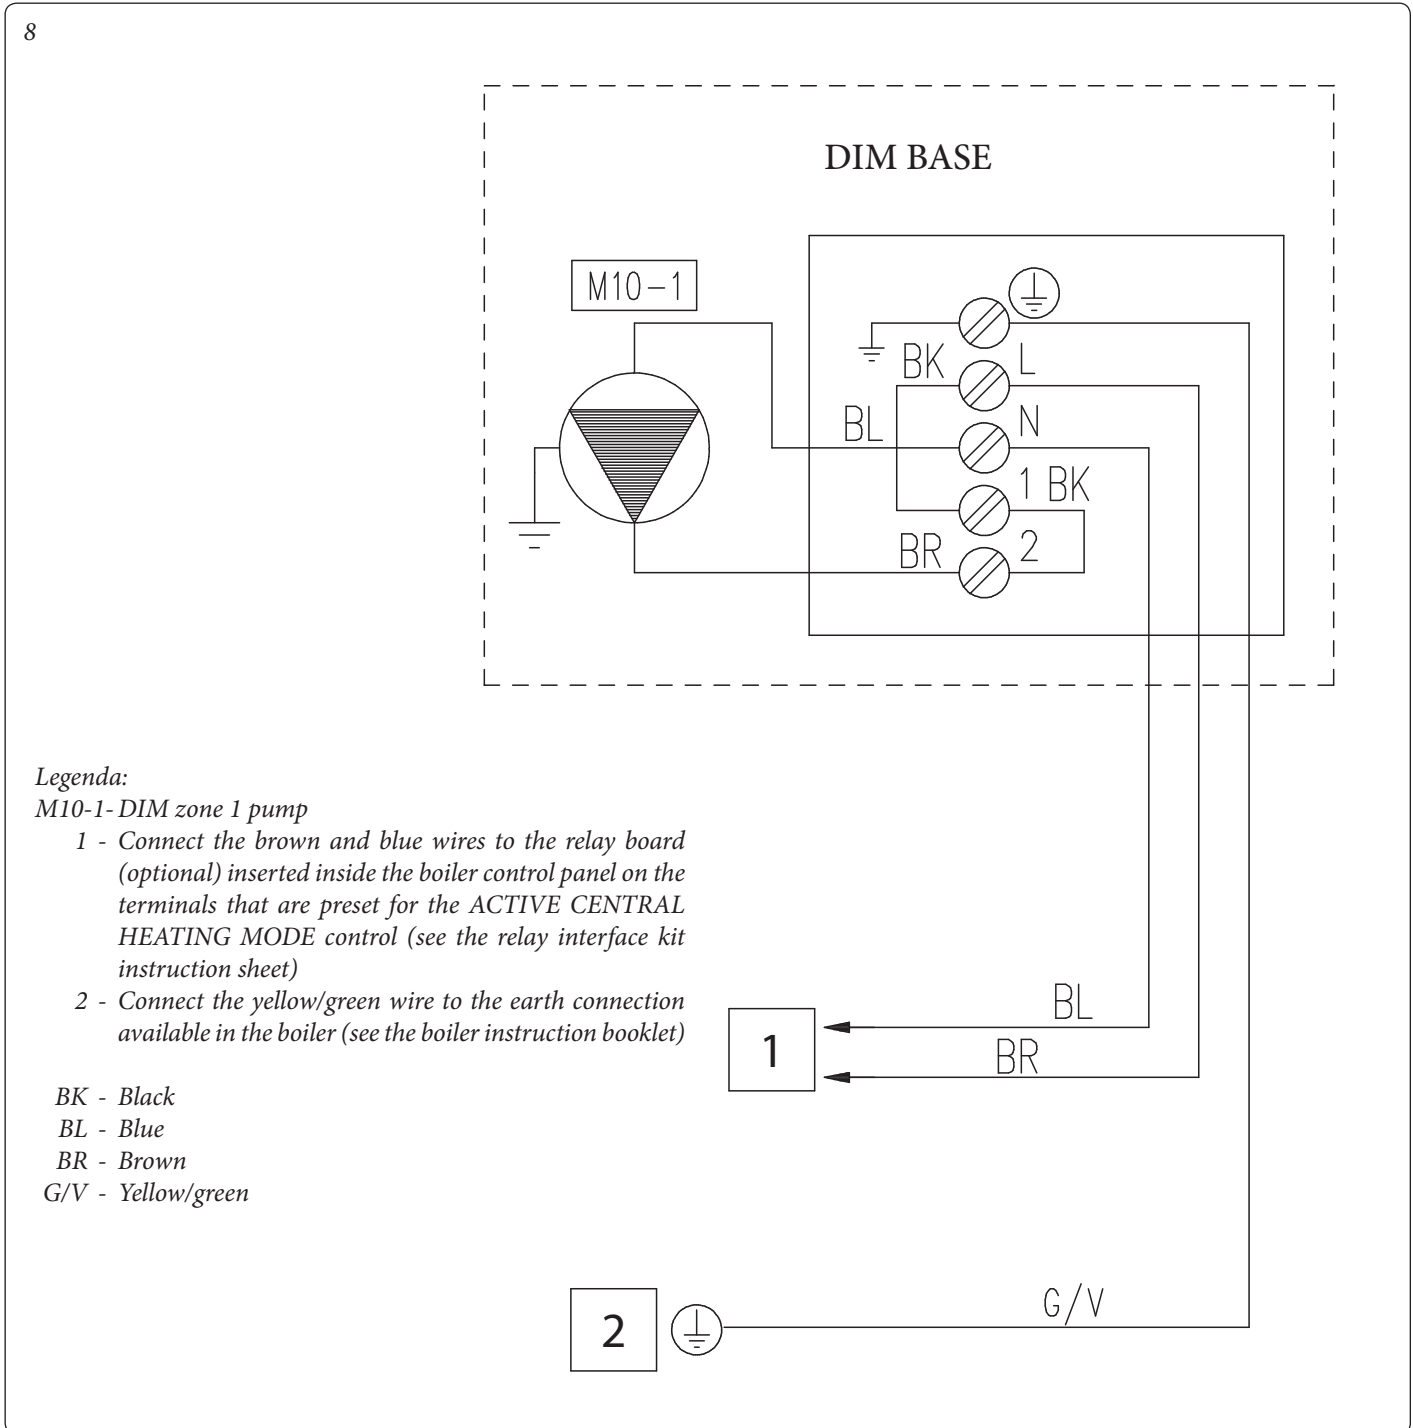 8
DIM BASE
M10-1
BK
L
BL
N
1 BK
BR
2
Legenda:
M10-1- DIM zone 1 pump
1 - Connect the brown and blue wires to the relay board
(optional) inserted inside the boiler control panel on the
terminals that are preset for the ACTIVE CENTRAL
HEATING MODE control (see the relay interface kit
instruction sheet)
2 - Connect the yellow/green wire to the earth connection
available in the boiler (see the boiler instruction booklet)
BK - Black
BL - Blue
BR - Brown
G/V - Yellow/green
1
BL
BR
2
G/V